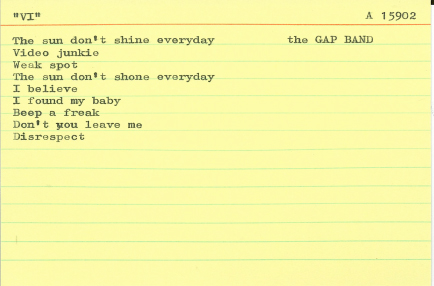 "VI" A 15902
The sun don't shine everyday the GAP BAND
Video junkie
Weak spot
The sun don't shone everyday
I believe
I found my baby
Beep a freak
Don't you leave me
Disrespect